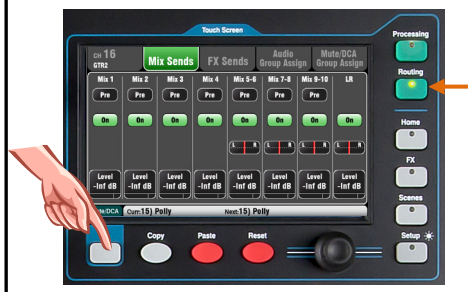 Touch Screen
Processing
CH 16
GTR2
Mix Sends
FX Sends
Audio
Group Assign
Mute/DCA
Group Assign
Routing
Mix 1 Mix 2 Mix 3 Mix 4 Mix 5-6 Mix 7-8 Mix 9-10 LR
Pre Pre Pre Pre Pre Pre Pre
On On On On On On On On
Home
L R L R L R
FX
Level Level Level Level Level Level Level Level
-Inf dB -Inf dB -Inf dB -Inf dB -Inf dB -Inf dB -Inf dB -Inf dB
Scenes
Curr:15) Polly Next:15) Polly
Copy Paste Reset
Setup